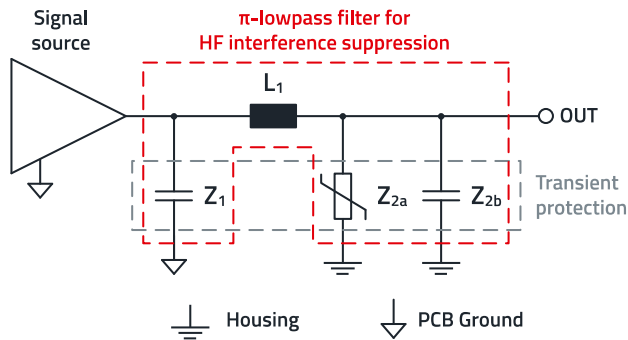 Signal
source
π-lowpass filter for
HF interference suppression
L₁
OUT
Z₁
Z₂ₐ
Z₂b
Transient
protection
Housing
PCB Ground